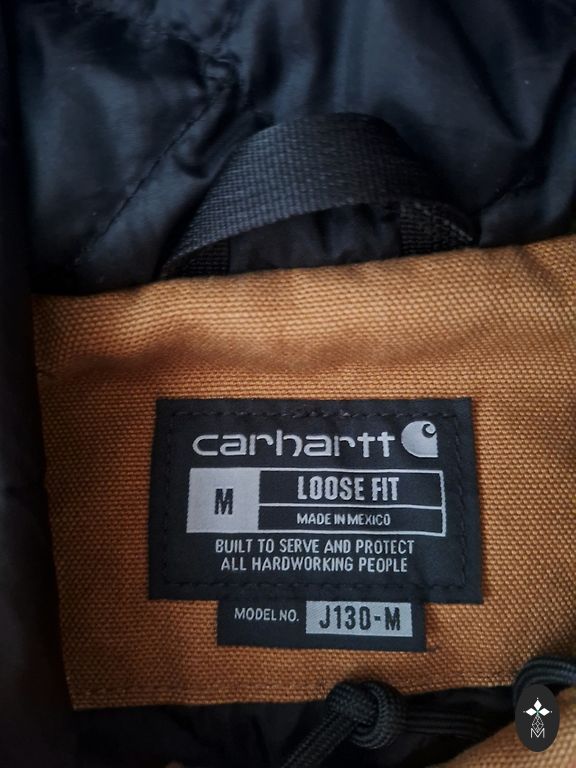 carhartt
M
LOOSE FIT
MADE IN MEXICO
BUILT TO SERVE AND PROTECT
ALL HARDWORKING PEOPLE
MODEL NO. J130-M